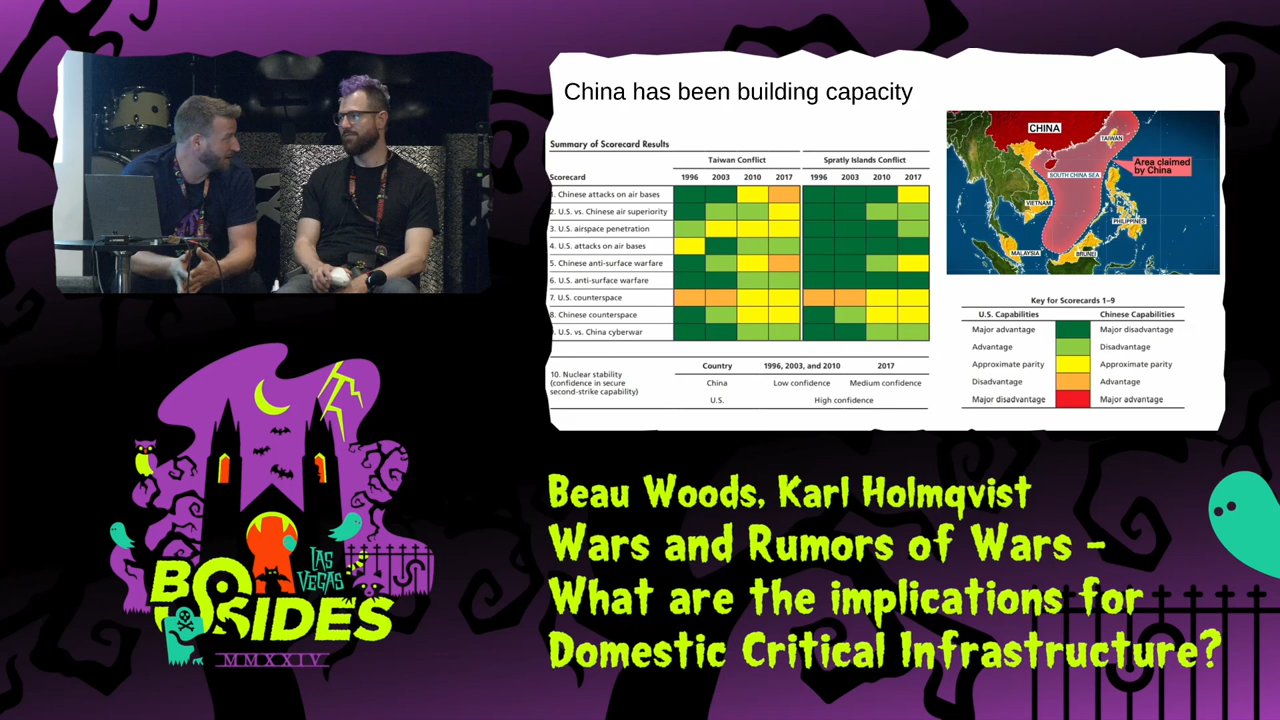 China has been building capacity
Summary of Scorecard Results
Taiwan Conflict Spratly Islands Conflict
Scorecard 1996 2003 2010 2017 1996 2003 2010 2017
1. Chinese attacks on air bases
2. U.S. vs. Chinese air superiority
3. U.S. airspace penetration
4. U.S. attacks on air bases
5. Chinese anti-surface warfare
6. U.S. anti-surface warfare
7. U.S. counterspace
8. Chinese counterspace
U.S. vs. China cyberwar
Country 1996, 2003, and 2010 2017
10. Nuclear stability
(confidence in secure
second-strike capability)
China Low confidence Medium confidence
U.S. High confidence
CHINA
TAIWAN
Area claimed
by China
SOUTH CHINA SEA
VIETNAM
PHILIPPINES
MALAYSIA
BRUNEI
Key for Scorecards 1–9
U.S. Capabilities Chinese Capabilities
Major advantage Major disadvantage
Advantage Disadvantage
Approximate parity Approximate parity
Disadvantage Advantage
Major disadvantage Major advantage
LAS
VEGAS
BSIDES
MMXXIV
Beau Woods, Karl Holmqvist
Wars and Rumors of Wars -
What are the implications for
Domestic Critical Infrastructure?